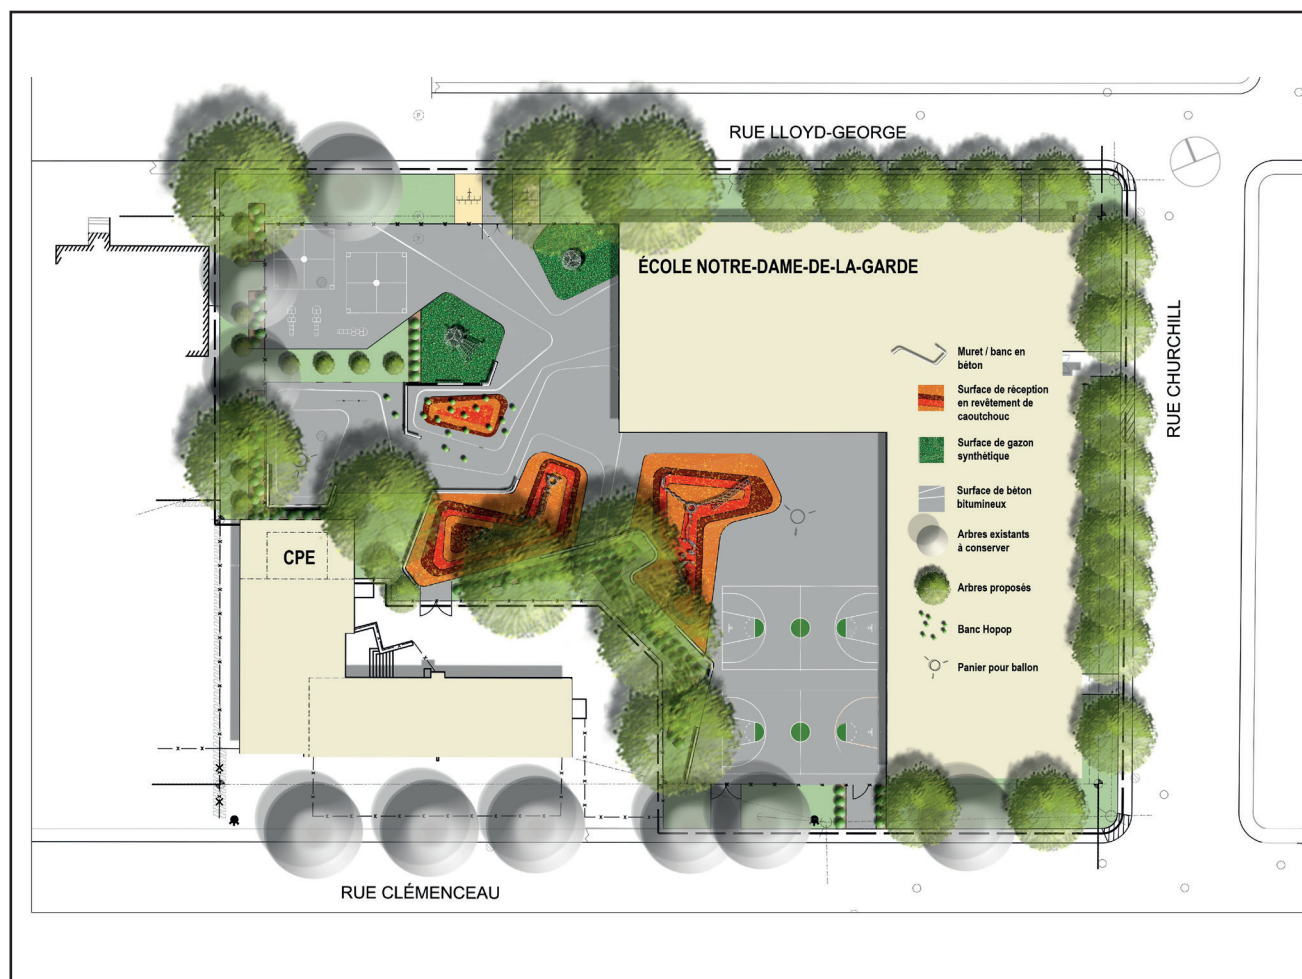 RUE LLOYD-GEORGE
ÉCOLE NOTRE-DAME-DE-LA-GARDE
RUE CHURCHILL
Muret / banc en
béton
Surface de réception
en revêtement de
caoutchouc
Surface de gazon
synthétique
Surface de béton
bitumineux
Arbres existants
à conserver
Arbres proposés
Banc Hopop
Panier pour ballon
CPE
RUE CLÉMENCEAU